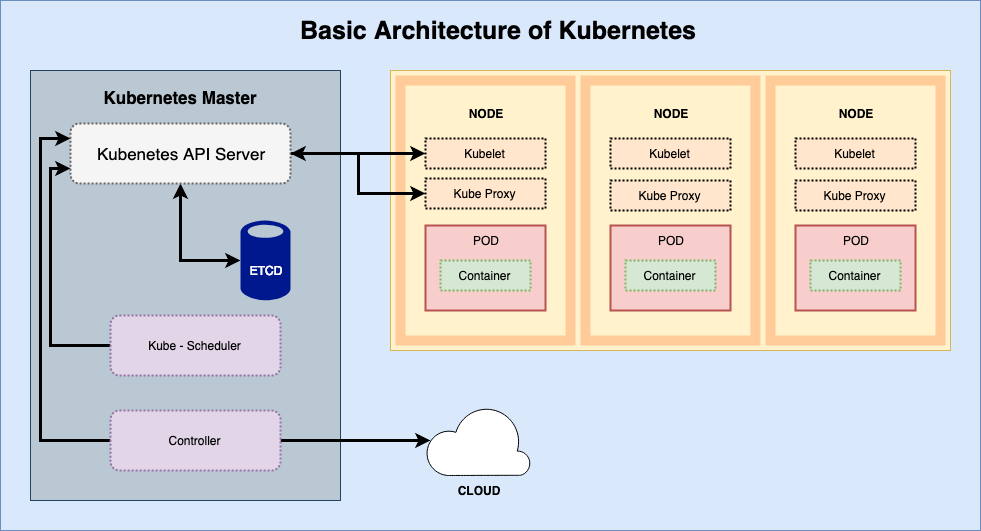 Basic Architecture of Kubernetes
Kubernetes Master
Kubenetes API Server
ETCD
Kube - Scheduler
Controller
CLOUD
NODE
Kubelet
Kube Proxy
POD
Container
NODE
Kubelet
Kube Proxy
POD
Container
NODE
Kubelet
Kube Proxy
POD
Container